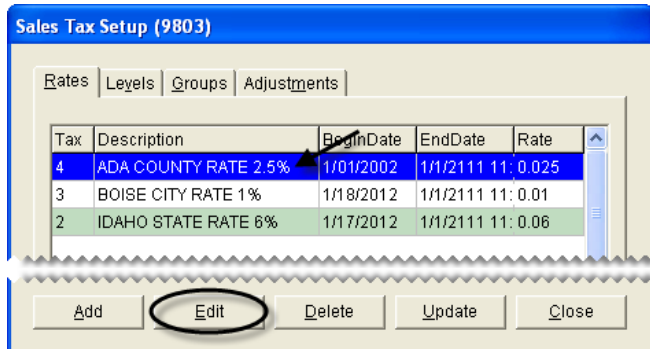 Sales Tax Setup (9803)
Rates Levels Groups Adjustments
Tax Description BeginDate EndDate Rate
4 ADA COUNTY RATE 2.5% 1/01/2002 1/1/2111 11: 0.025
3 BOISE CITY RATE 1% 1/18/2012 1/1/2111 11: 0.01
2 IDAHO STATE RATE 6% 1/17/2012 1/1/2111 11: 0.06
Add Edit Delete Update Close